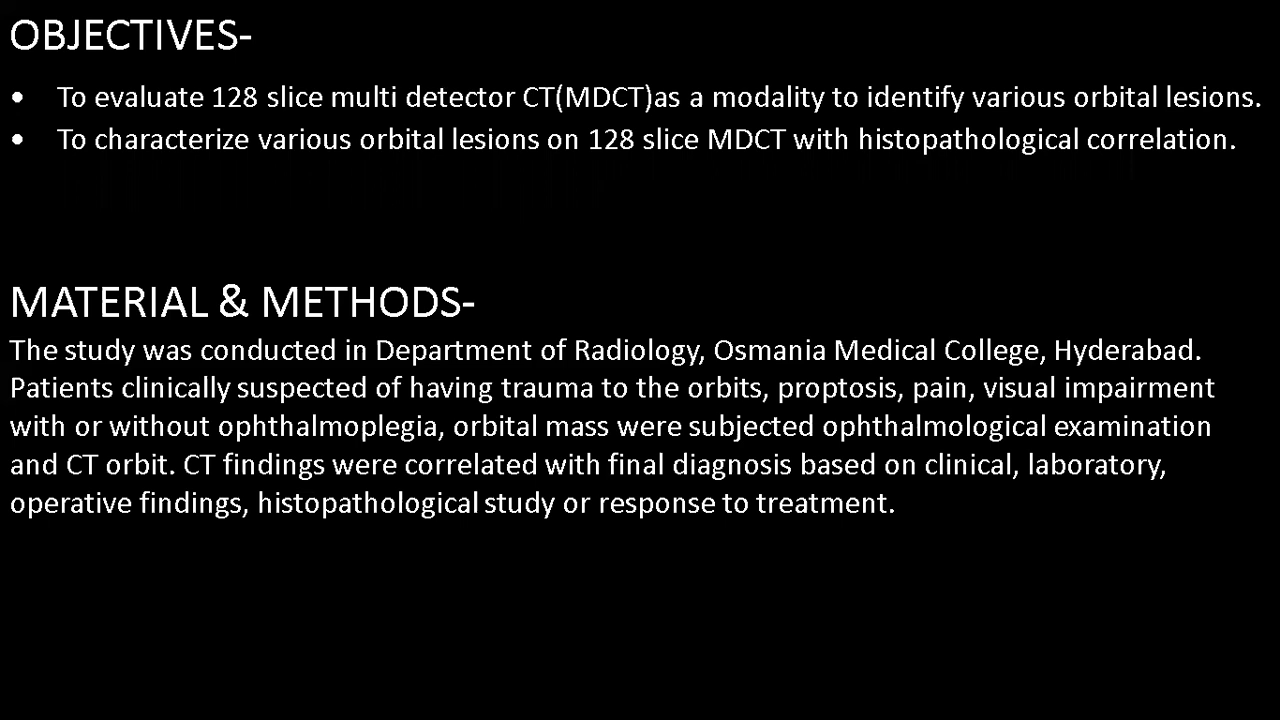 OBJECTIVES-
• To evaluate 128 slice multi detector CT(MDCT)as a modality to identify various orbital lesions.
• To characterize various orbital lesions on 128 slice MDCT with histopathological correlation.
MATERIAL & METHODS-
The study was conducted in Department of Radiology, Osmania Medical College, Hyderabad.
Patients clinically suspected of having trauma to the orbits, proptosis, pain, visual impairment
with or without ophthalmoplegia, orbital mass were subjected ophthalmological examination
and CT orbit. CT findings were correlated with final diagnosis based on clinical, laboratory,
operative findings, histopathological study or response to treatment.